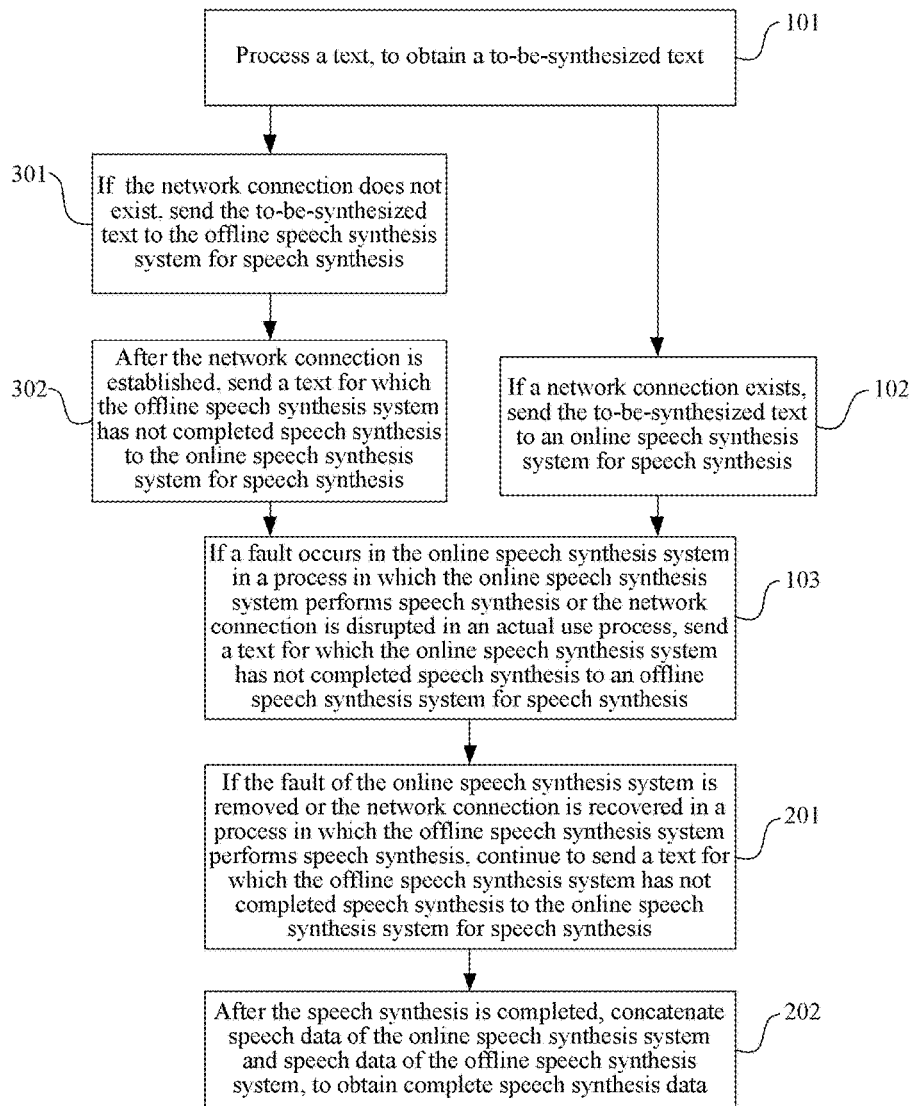 101
Process a text, to obtain a to-be-synthesized text
301
If the network connection does not
exist, send the to-be-synthesized
text to the offline speech synthesis
system for speech synthesis
302
After the network connection is
established, send a text for which
the offline speech synthesis system
has not completed speech synthesis
to the online speech synthesis
system for speech synthesis
102
If a network connection exists,
send the to-be-synthesized text
to an online speech synthesis
system for speech synthesis
103
If a fault occurs in the online speech synthesis system
in a process in which the online speech synthesis
system performs speech synthesis or the network
connection is disrupted in an actual use process, send
a text for which the online speech synthesis system
has not completed speech synthesis to an offline
speech synthesis system for speech synthesis
201
If the fault of the online speech synthesis system is
removed or the network connection is recovered in a
process in which the offline speech synthesis system
performs speech synthesis, continue to send a text for
which the offline speech synthesis system has not
completed speech synthesis to the online speech
synthesis system for speech synthesis
202
After the speech synthesis is completed, concatenate
speech data of the online speech synthesis system
and speech data of the offline speech synthesis
system, to obtain complete speech synthesis data